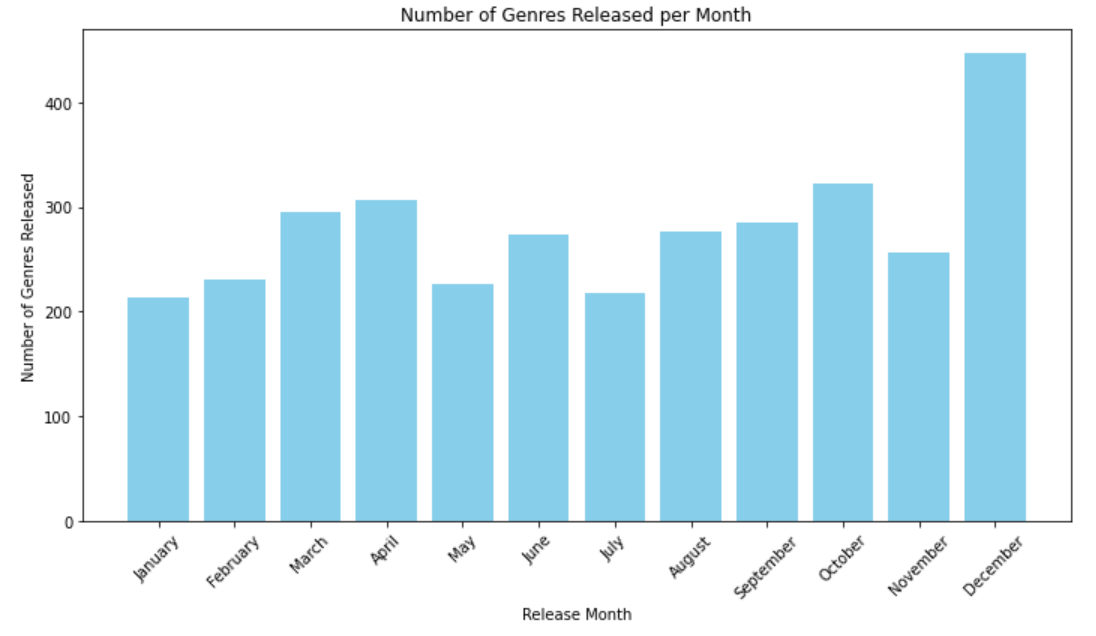 Number of Genres Released per Month
Number of Genres Released
400
300
200
100
0
January
February
March
April
May
June
July
August
September
October
November
December
Release Month